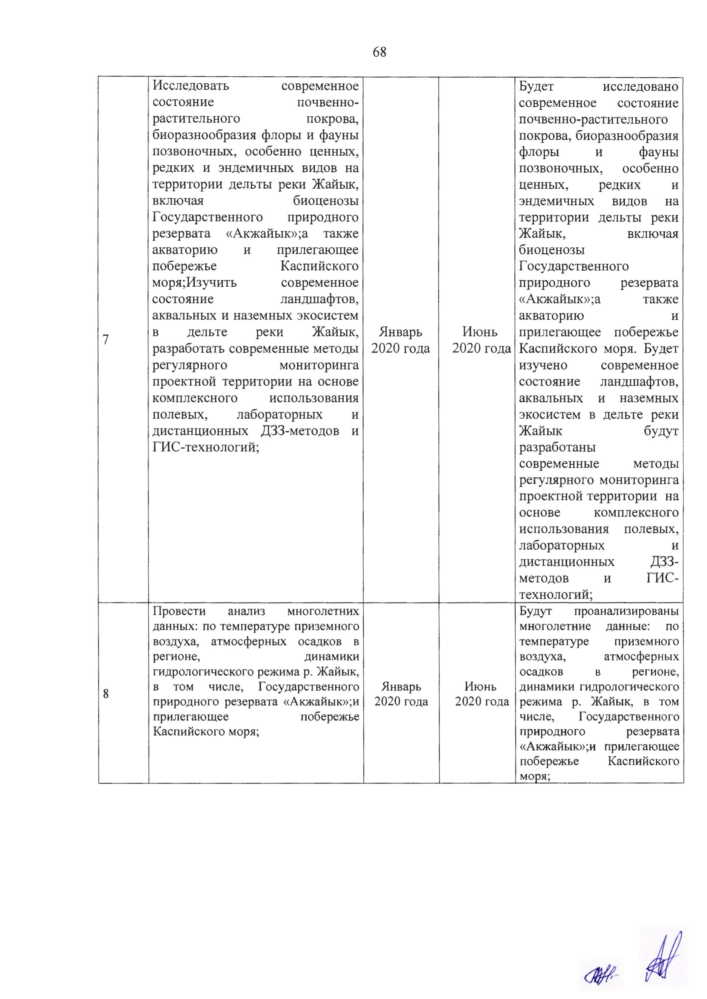 68
7
Исследовать современное
состояние почвенно-
растительного покрова,
биоразнообразия флоры и фауны
позвоночных, особенно ценных,
редких и эндемичных видов на
территории дельты реки Жайык,
включая биоценозы
Государственного природного
резервата «Акжайык»;а также
акваторию и прилегающее
побережье Каспийского
моря;Изучить современное
состояние ландшафтов,
аквальных и наземных экосистем
в дельте реки Жайык,
разработать современные методы
регулярного мониторинга
проектной территории на основе
комплексного использования
полевых, лабораторных и
дистанционных ДЗЗ-методов и
ГИС-технологий;
Январь
2020 года
Июнь
2020 года
Будет исследовано
современное состояние
почвенно-растительного
покрова, биоразнообразия
флоры и фауны
позвоночных, особенно
ценных, редких и
эндемичных видов на
территории дельты реки
Жайык, включая
биоценозы
Государственного
природного резервата
«Акжайык»;а также
акваторию и
прилегающее побережье
Каспийского моря. Будет
изучено современное
состояние ландшафтов,
аквальных и наземных
экосистем в дельте реки
Жайык будут
разработаны
современные методы
регулярного мониторинга
проектной территории на
основе комплексного
использования полевых,
лабораторных и
дистанционных ДЗЗ-
методов и ГИС-
технологий;
8
Провести анализ многолетних
данных: по температуре приземного
воздуха, атмосферных осадков в
регионе, динамики
гидрологического режима р. Жайык,
в том числе, Государственного
природного резервата «Акжайык»;и
прилегающее побережье
Каспийского моря;
Январь
2020 года
Июнь
2020 года
Будут проанализированы
многолетние данные: по
температуре приземного
воздуха, атмосферных
осадков в регионе,
динамики гидрологического
режима р. Жайык, в том
числе, Государственного
природного резервата
«Акжайык»;и прилегающее
побережье Каспийского
моря;